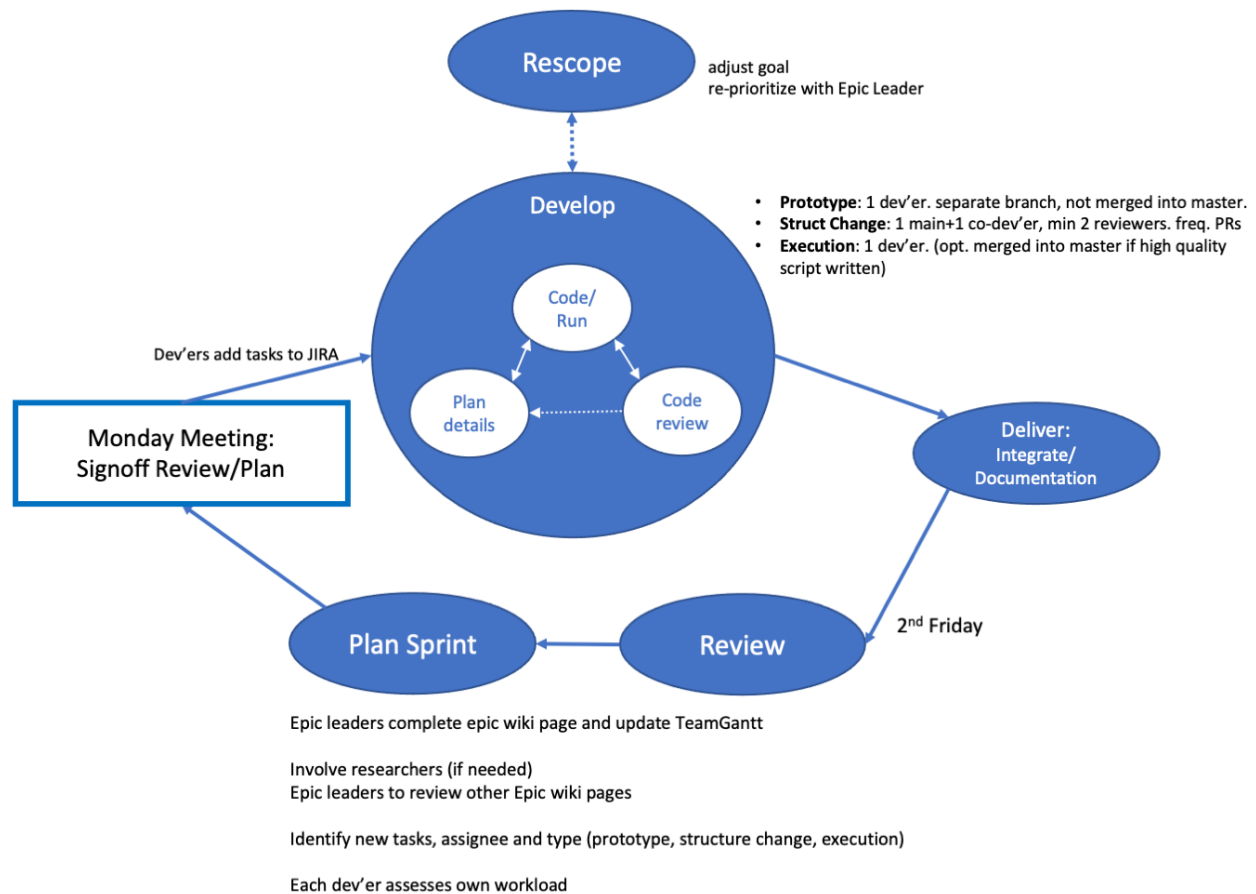 Rescope
adjust goal
re-prioritize with Epic Leader
Develop
• Prototype: 1 dev'er. separate branch, not merged into master.
• Struct Change: 1 main+1 co-dev'er, min 2 reviewers. freq. PRs
• Execution: 1 dev'er. (opt. merged into master if high quality
script written)
Code/
Run
Plan
details
Code
review
Dev'ers add tasks to JIRA
Monday Meeting:
Signoff Review/Plan
Deliver:
Integrate/
Documentation
2nd Friday
Review
Plan Sprint
Epic leaders complete epic wiki page and update TeamGantt
Involve researchers (if needed)
Epic leaders to review other Epic wiki pages
Identify new tasks, assignee and type (prototype, structure change, execution)
Each dev'er assesses own workload